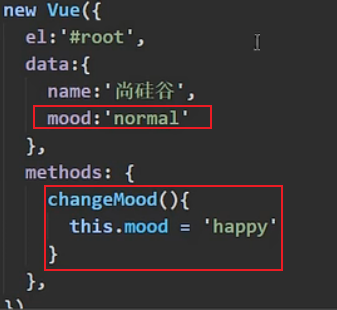 new Vue({
el:'#root',
data:{
name:'尚硅谷',
mood:'normal'
},
methods: {
changeMood(){
this.mood = 'happy'
}
},
})